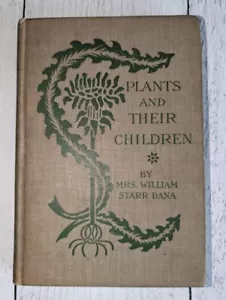 PLANTS
AND
THEIR
CHILDREN
BY
MRS. WILLIAM
STARR DANA